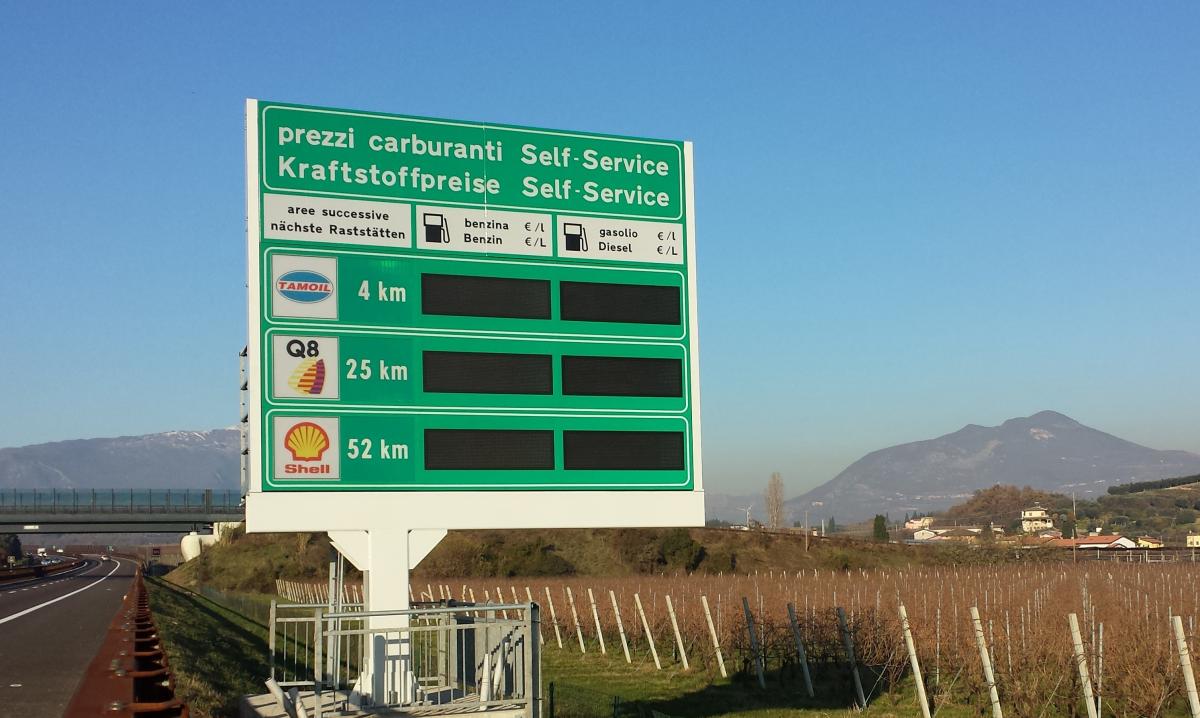 prezzi carburanti Self-Service
Kraftstoffpreise Self-Service
aree successive
nächste Raststätten
benzina €/l
Benzin €/L
gasolio €/l
Diesel €/L
TAMOIL 4 km
Q8 25 km
Shell 52 km